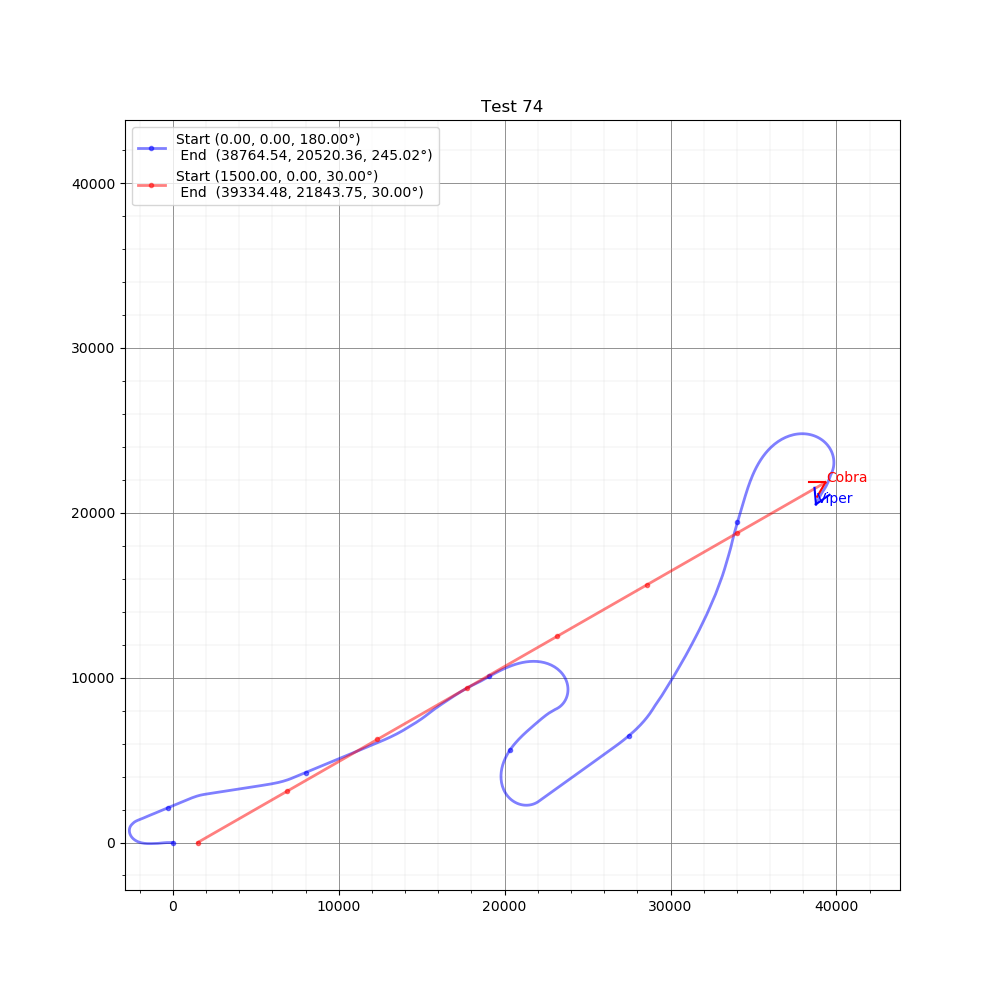 Test 74
Start (0.00, 0.00, 180.00°)
End (38764.54, 20520.36, 245.02°)
Start (1500.00, 0.00, 30.00°)
End (39334.48, 21843.75, 30.00°)
40000
30000
Cobra
Viper
20000
10000
0
0
10000
20000
30000
40000